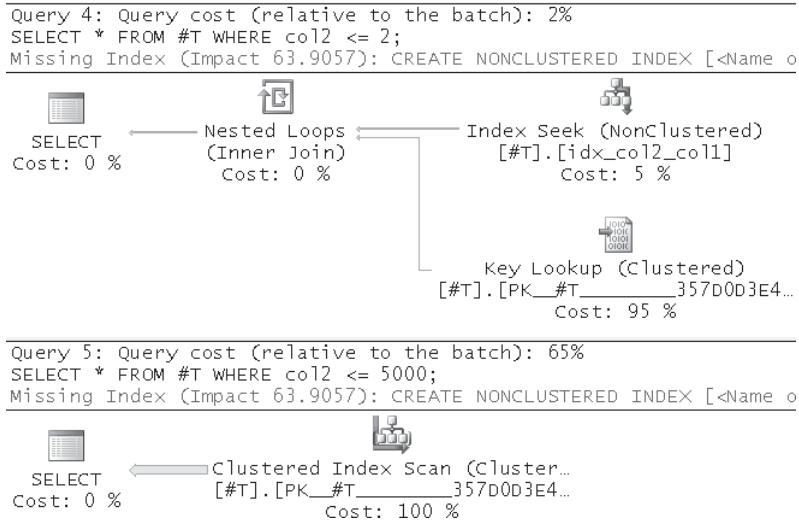 Query 4: Query cost (relative to the batch): 2%
SELECT * FROM #T WHERE col2 <= 2;
Missing Index (Impact 63.9057): CREATE NONCLUSTERED INDEX [<Name o
SELECT
Cost: 0 %
Nested Loops
(Inner Join)
Cost: 0 %
Index Seek (NonClustered)
[#T].[idx_col2_col1]
Cost: 5 %
Key Lookup (Clustered)
[#T].[PK__#T_________357D0D3E4…
Cost: 95 %
Query 5: Query cost (relative to the batch): 65%
SELECT * FROM #T WHERE col2 <= 5000;
Missing Index (Impact 63.9057): CREATE NONCLUSTERED INDEX [<Name o
SELECT
Cost: 0 %
Clustered Index Scan (Cluster…
[#T].[PK__#T_________357D0D3E4…
Cost: 100 %